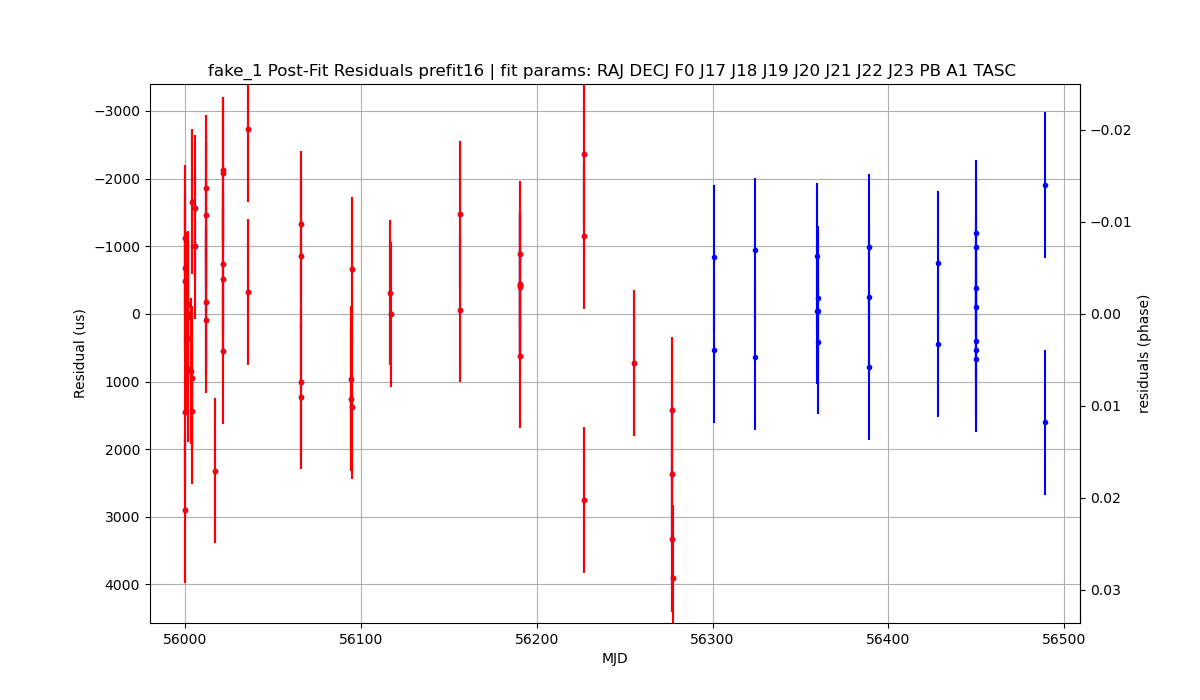 fake_1 Post-Fit Residuals prefit16 | fit params: RAJ DECJ F0 J17 J18 J19 J20 J21 J22 J23 PB A1 TASC
−3000
−2000
−1000
0
1000
2000
3000
4000
Residual (us)
−0.02
−0.01
0.00
0.01
0.02
0.03
residuals (phase)
56000 56100 56200 56300 56400 56500
MJD